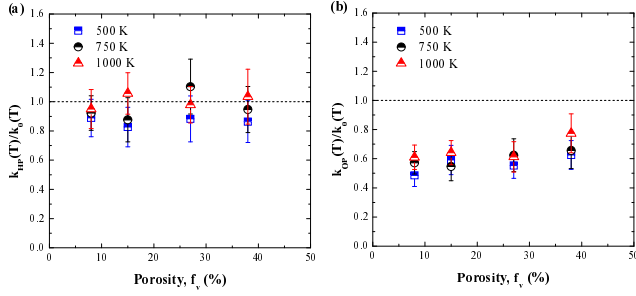 (a)
1.6
1.4
1.2
1.0
0.8
0.6
0.4
0.2
0.0
0
10
20
30
40
50
500 K
750 K
1000 K
k_HP(T)/k_0(T)
Porosity, f_v (%)
(b)
1.6
1.4
1.2
1.0
0.8
0.6
0.4
0.2
0.0
0
10
20
30
40
50
500 K
750 K
1000 K
k_OP(T)/k_0(T)
Porosity, f_v (%)